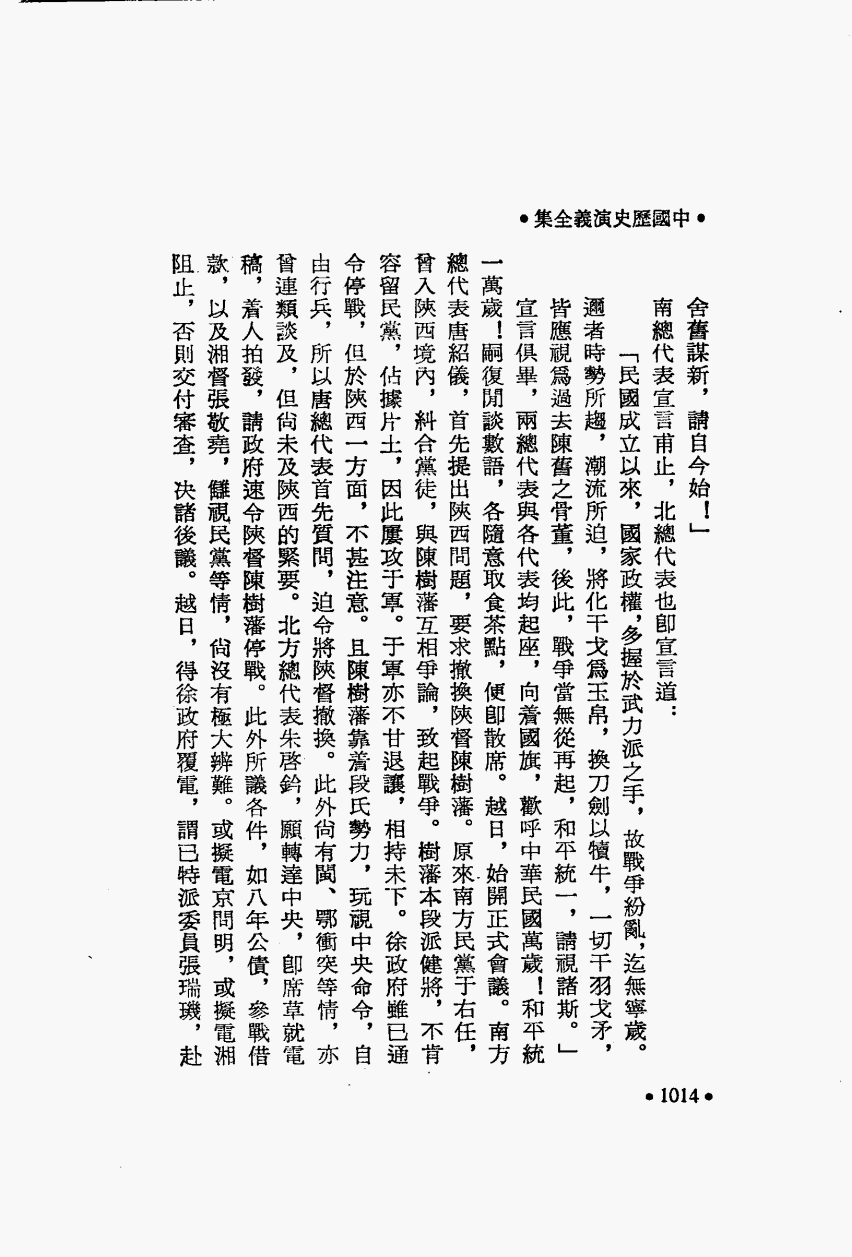 •中國歷史演義全集•
舍舊謀新，請自今始！」
南總代表宣言甫止，北總代表也卽宣言道：
「民國成立以來，國家政權，多握於武力派之手，故戰爭紛亂，迄無寧歲。
邇者時勢所趨，潮流所迫，將化干戈爲玉帛，換刀劍以犢牛，一切干羽戈矛，
皆應視爲過去陳舊之骨董，後此，戰爭當無從再起，和平統一，請視諸斯。」
宣言俱畢，兩總代表與各代表均起座，向着國旗，歡呼中華民國萬歲！和平統
一萬歲！嗣復閒談數語，各隨意取食茶點，便卽散席。越日，始開正式會議。南方
總代表唐紹儀，首先提出陝西問題，要求撤換陝督陳樹藩。原來南方民黨于右任，
曾入陝西境內，糾合黨徒，與陳樹藩互相爭論，致起戰爭。樹藩本段派健將，不肯
容留民黨，佔據片土，因此屢攻于軍。于軍亦不甘退讓，相持未下。徐政府雖已通
令停戰，但於陝西一方面，不甚注意。且陳樹藩靠着段氏勢力，玩視中央命令，自
由行兵，所以唐總代表首先質問，迫令將陝督撤換。此外尙有閩、鄂衝突等情，亦
曾連類談及，但尙未及陝西的緊要。北方總代表朱啓鈐，願轉達中央，卽席草就電
稿，着人拍發，請政府速令陝督陳樹藩停戰。此外所議各件，如八年公債，參戰借
款，以及湘督張敬堯，讎視民黨等情，尙沒有極大辨難。或擬電京問明，或擬電湘
阻止，否則交付審查，決諸後議。越日，得徐政府覆電，謂已特派委員張瑞璣，赴
•1014•